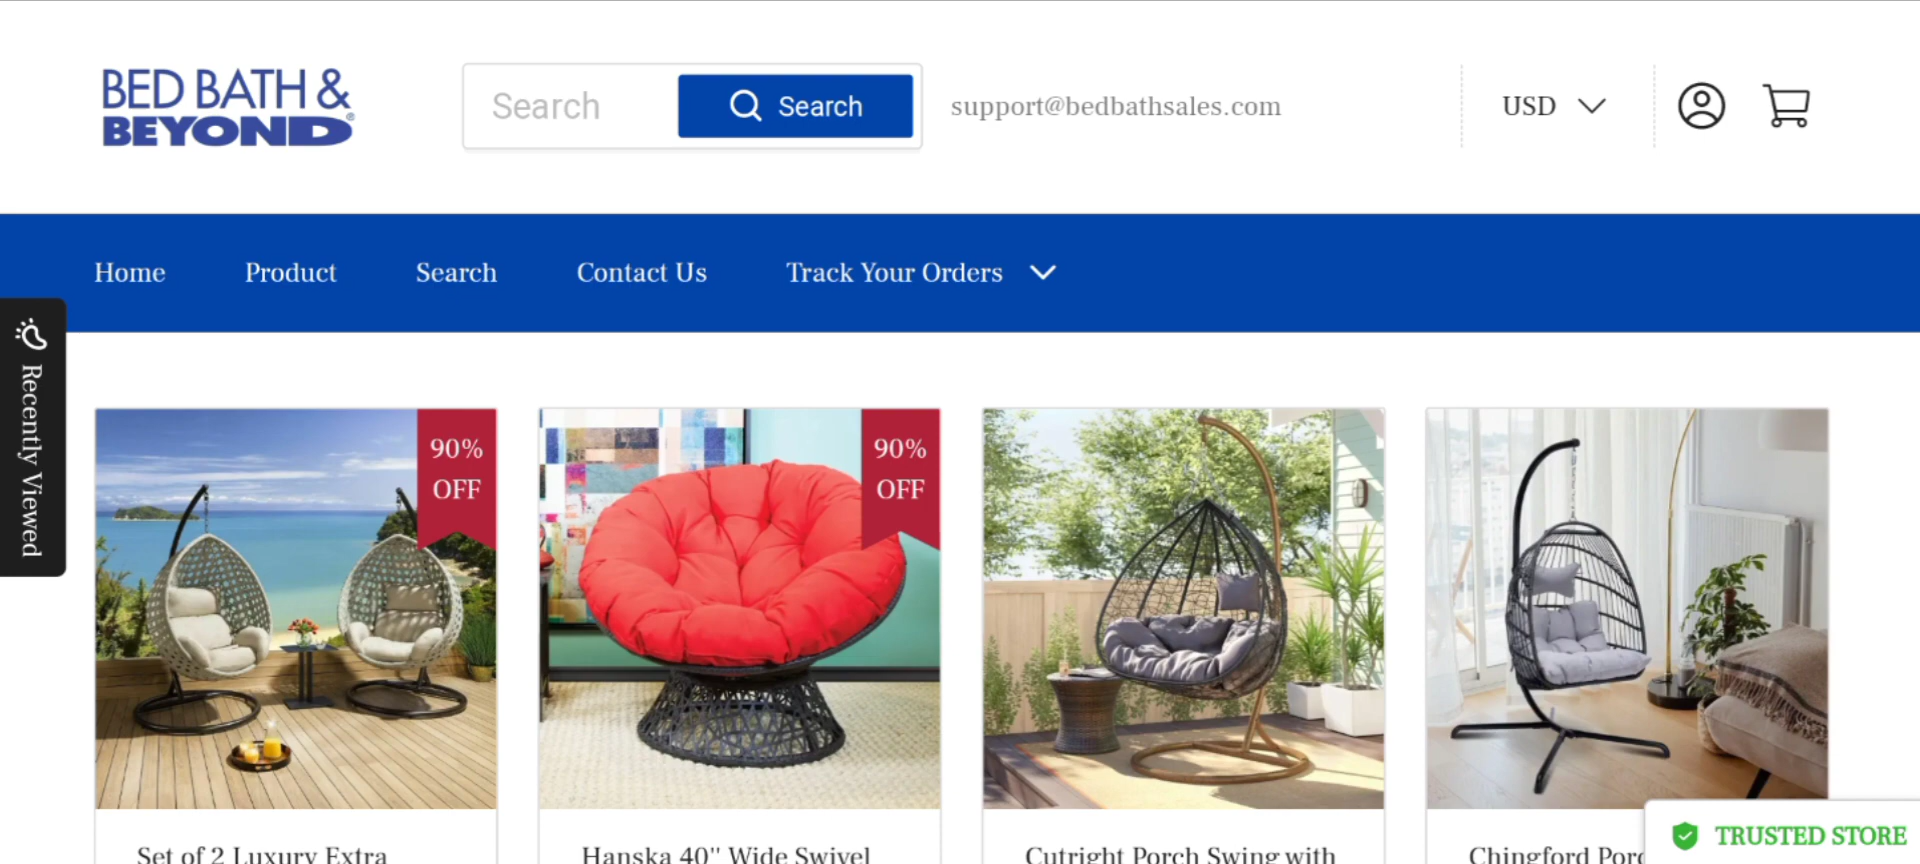 BED BATH &
BEYOND®
Search
Search
support@bedbathsales.com
USD
Home
Product
Search
Contact Us
Track Your Orders
Recently Viewed
90%
OFF
90%
OFF
Set of 2 Luxury Extra
Hanska 40" Wide Swivel
Cutright Porch Swing with
Chingford
TRUSTED STORE